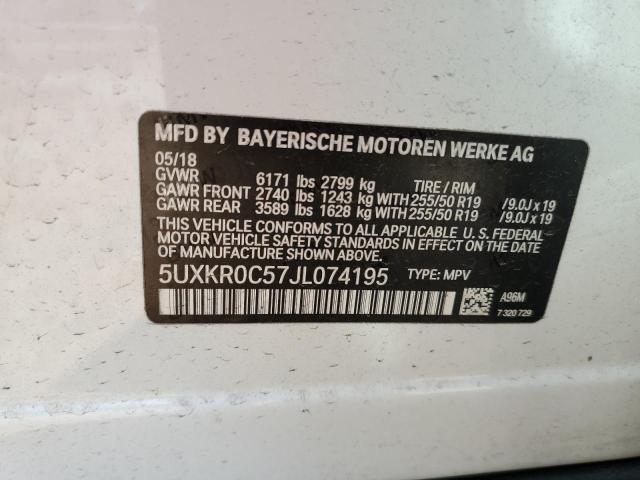 MFD BY BAYERISCHE MOTOREN WERKE AG
05/18
GVWR 6171 lbs 2799 kg TIRE / RIM
GAWR FRONT 2740 lbs 1243 kg WITH 255/50 R19 /9.0J x 19
GAWR REAR 3589 lbs 1628 kg WITH 255/50 R19 /9.0J x 19
THIS VEHICLE CONFORMS TO ALL APPLICABLE U. S. FEDERAL
MOTOR VEHICLE SAFETY STANDARDS IN EFFECT ON THE DATE
OF MANUFACTURE SHOWN ABOVE.
5UXKR0C57JL074195 TYPE: MPV
A96M
7 320 729